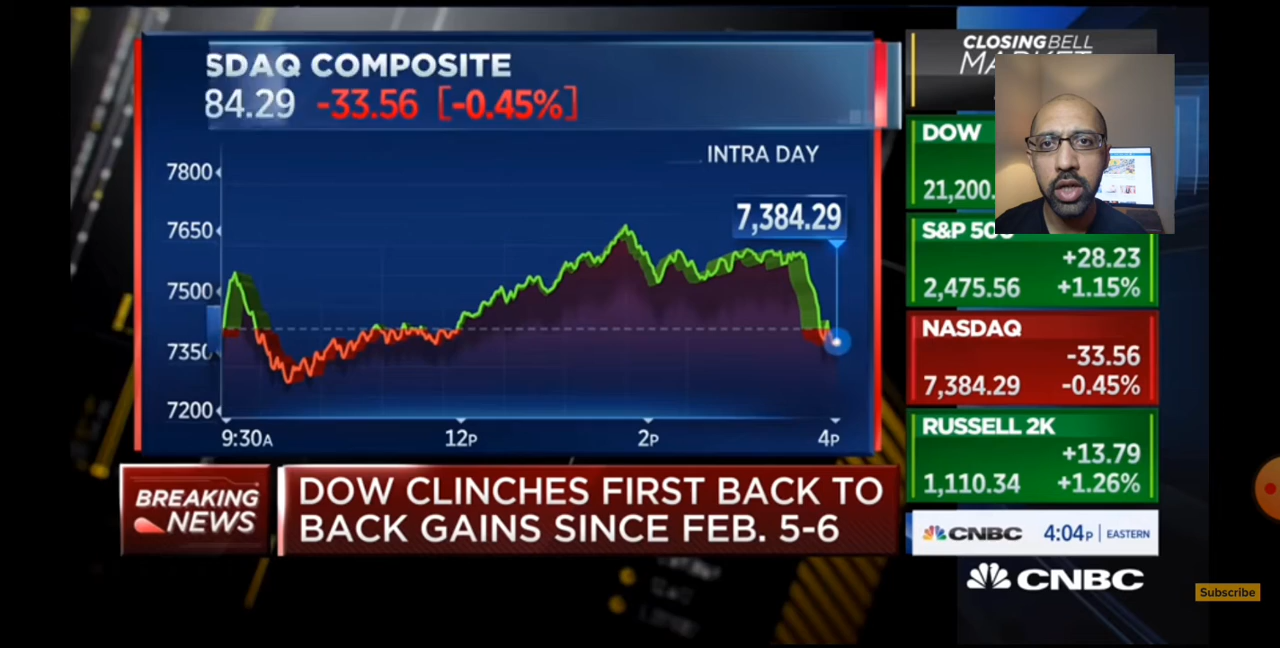 SDAQ COMPOSITE
84.29 -33.56 [-0.45%]
INTRA DAY
7,384.29
7800
7650
7500
7350
7200
9:30A 12P 2P 4P
BREAKING
NEWS
DOW CLINCHES FIRST BACK TO
BACK GAINS SINCE FEB. 5-6
CLOSING BELL
DOW
21,200.
S&P 500
+28.23
2,475.56 +1.15%
NASDAQ
-33.56
7,384.29 -0.45%
RUSSELL 2K
+13.79
1,110.34 +1.26%
CNBC 4:04P | EASTERN
CNBC
Subscribe